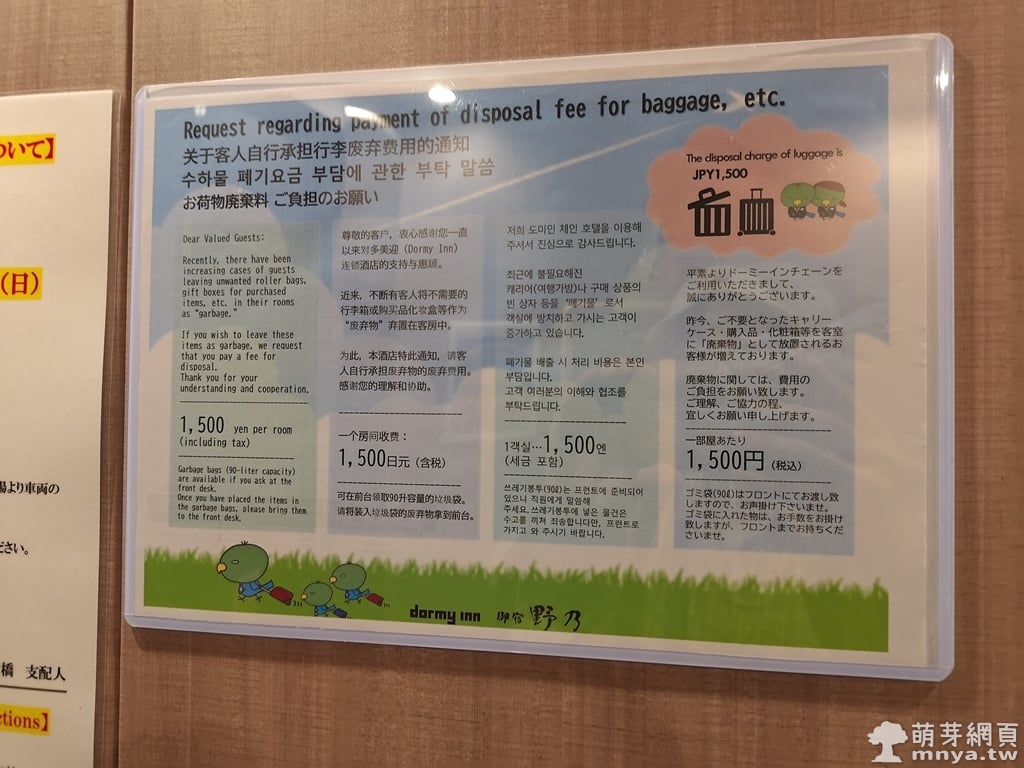 ついて】
(日)
場より車両の
ださい。
橋 支配人
ctions】
Request regarding payment of disposal fee for baggage, etc.
关于客人自行承担行李废弃费用的通知
수하물 폐기요금 부담에 관한 부탁 말씀
お荷物廃棄料 ご負担のお願い
The disposal charge of luggage is
JPY1,500
Dear Valued Guests:
Recently, there have been
increasing cases of guests
leaving unwanted roller bags,
gift boxes for purchased
items, etc. in their rooms
as “garbage.”
If you wish to leave these
items as garbage, we request
that you pay a fee for
disposal.
Thank you for your
understanding and cooperation.
1,500 yen per room
(including tax)
Garbage bags (90-liter capacity)
are available if you ask at the
front desk.
Once you have placed the items in
the garbage bags, please bring them
to the front desk.
尊敬的客户，衷心感谢您一直
以来对多美迎（Dormy Inn）
连锁酒店的支持与惠顾。
近来，不断有客人将不需要的
行李箱或购买品化妆盒等作为
“废弃物”弃置在客房中。
为此，本酒店特此通知，请客
人自行承担废弃物的废弃费用。
感谢您的理解和协助。
一个房间收费：
1,500日元（含税）
可在前台领取90升容量的垃圾袋。
请将装入垃圾袋的废弃物拿到前台。
저희 도미인 체인 호텔을 이용해
주셔서 진심으로 감사드립니다.
최근에 불필요해진
캐리어(여행가방)나 구매 상품의
빈 상자 등을 '폐기물' 로서
객실에 방치하고 가시는 고객이
증가하고 있습니다.
폐기물 배출 시 처리 비용은 본인
부담입니다.
고객 여러분의 이해와 협조를
부탁드립니다.
1객실…1,500엔
(세금 포함)
쓰레기봉투(90ℓ)는 프런트에 준비되어
있으니 직원에게 말씀해
주세요.쓰레기봉투에 넣은 물건은
수고를 끼쳐 죄송합니다만, 프런트로
가지고 와 주시기 바랍니다.
平素よりドーミーインチェーンを
ご利用いただきまして、
誠にありがとうございます。
昨今、ご不要となったキャリー
ケース・購入品・化粧箱等を客室
に「廃棄物」として放置されるお
客様が増えております。
廃棄物に関しては、費用の
ご負担をお願い致します。
ご理解、ご協力の程、
宜しくお願い申し上げます。
一部屋あたり
1,500円（税込）
ゴミ袋(90ℓ)はフロントにてお渡し致
しますので、お声掛け下さいませ。
ゴミ袋に入れた物は、お手数をお掛け
致しますが、フロントまでお持ちくだ
さいませ。
dormy inn 御宿 野乃
萌芽網頁
mnya.tw